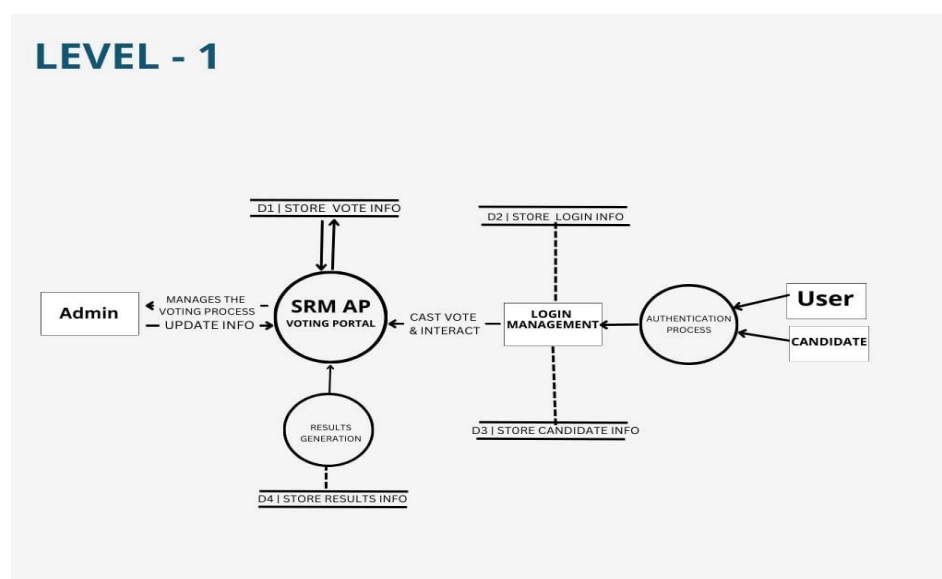 LEVEL - 1
D1 | STORE VOTE INFO
D2 | STORE LOGIN INFO
Admin
MANAGES THE
VOTING PROCESS
UPDATE INFO
SRM AP
VOTING PORTAL
CAST VOTE
& INTERACT
LOGIN
MANAGEMENT
AUTHENTICATION
PROCESS
User
CANDIDATE
RESULTS
GENERATION
D3 | STORE CANDIDATE INFO
D4 | STORE RESULTS INFO